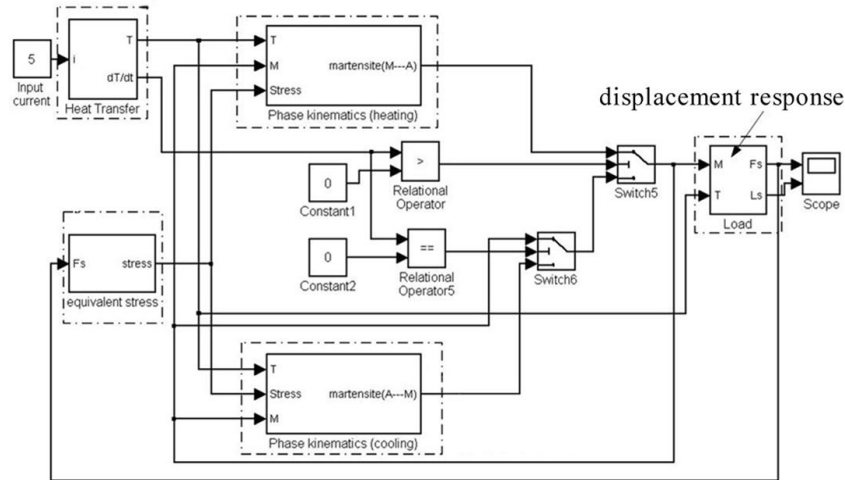 5
Input
current
i
T
dT/dt
Heat Transfer
T
M
Stress
martensite(M---A)
Phase kinematics (heating)
displacement response
0
Constant1
>
Relational
Operator
Switch5
M
T
Fs
Ls
Load
Scope
Fs
stress
equivalent stress
0
Constant2
==
Relational
Operator5
Switch6
T
Stress
M
martensite(A---M)
Phase kinematics (cooling)